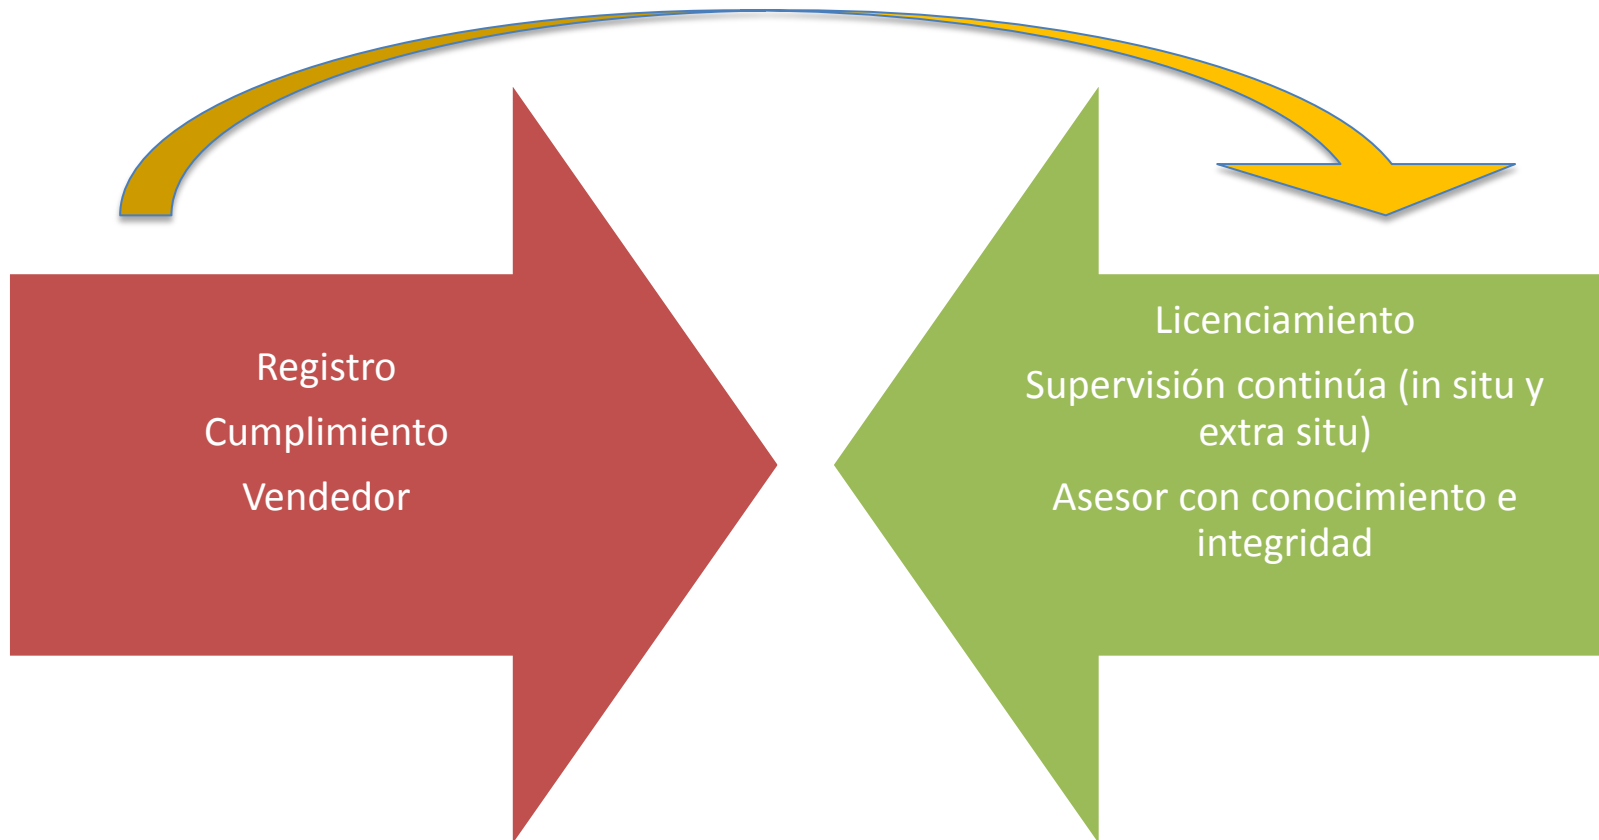 Registro
Cumplimiento
Vendedor
Licenciamiento
Supervisión continúa (in situ y
extra situ)
Asesor con conocimiento e
integridad